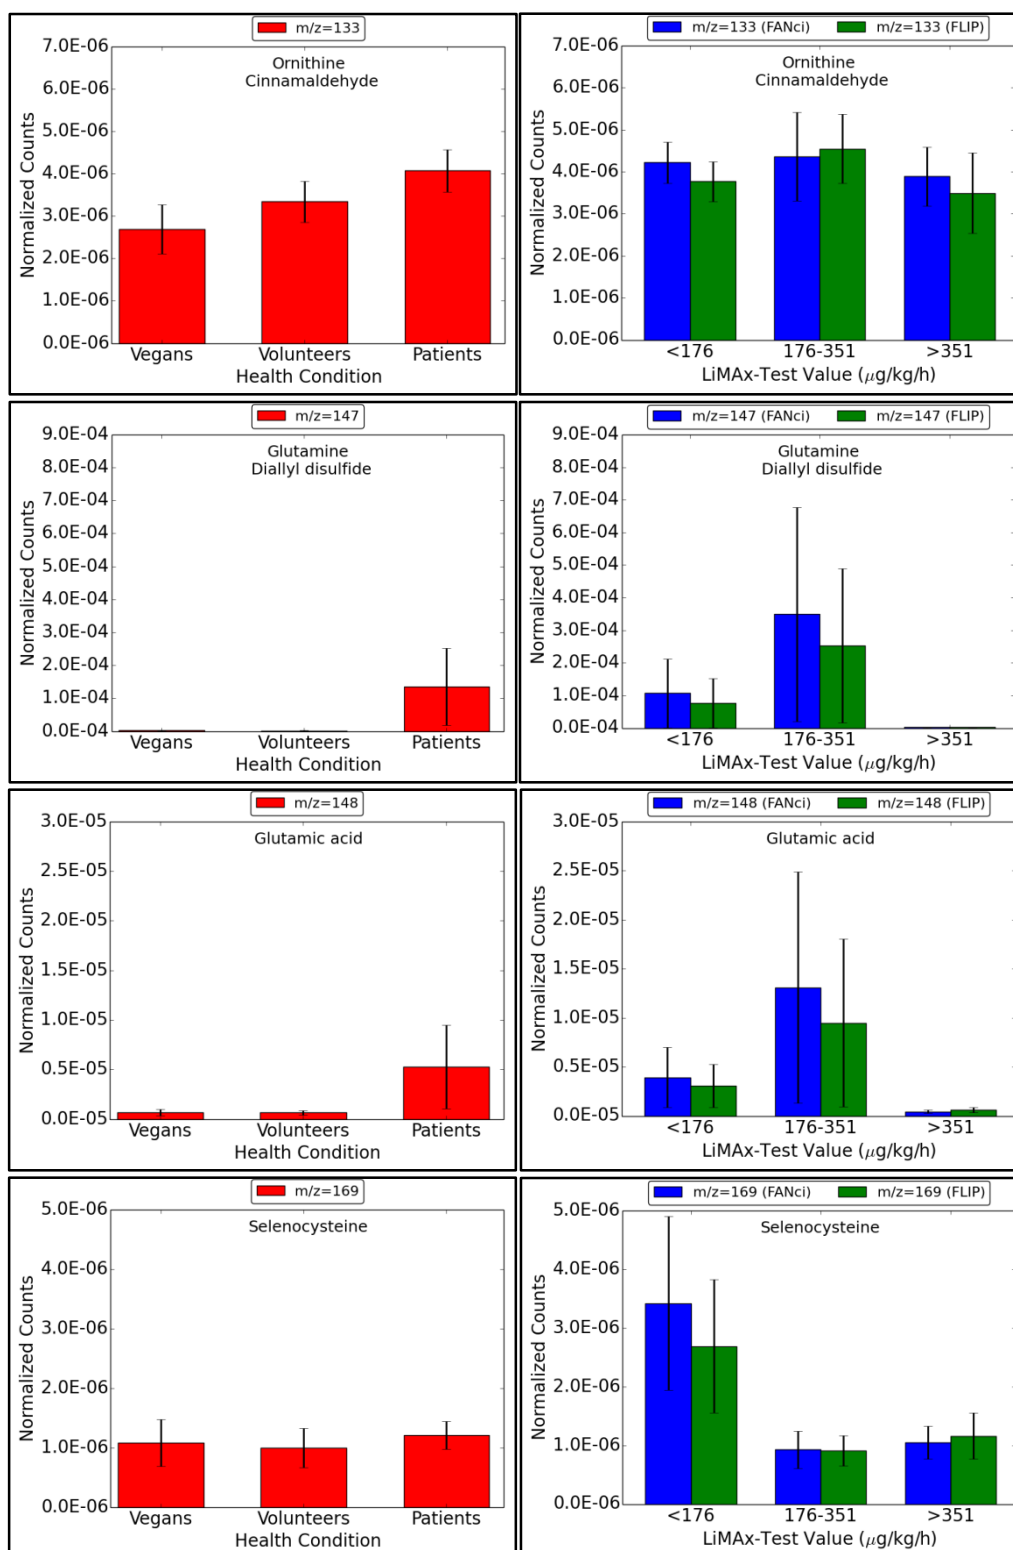 m/z=133
Ornithine
Cinnamaldehyde
7.0E-06
6.0E-06
5.0E-06
4.0E-06
3.0E-06
2.0E-06
1.0E-06
0.0E-06
Normalized Counts
Vegans Volunteers Patients
Health Condition
m/z=133 (FANci) m/z=133 (FLIP)
Ornithine
Cinnamaldehyde
7.0E-06
6.0E-06
5.0E-06
4.0E-06
3.0E-06
2.0E-06
1.0E-06
0.0E-06
Normalized Counts
<176 176-351 >351
LiMAx-Test Value (μg/kg/h)
m/z=147
Glutamine
Diallyl disulfide
9.0E-04
8.0E-04
7.0E-04
6.0E-04
5.0E-04
4.0E-04
3.0E-04
2.0E-04
1.0E-04
0.0E-04
Normalized Counts
Vegans Volunteers Patients
Health Condition
m/z=147 (FANci) m/z=147 (FLIP)
Glutamine
Diallyl disulfide
9.0E-04
8.0E-04
7.0E-04
6.0E-04
5.0E-04
4.0E-04
3.0E-04
2.0E-04
1.0E-04
0.0E-04
Normalized Counts
<176 176-351 >351
LiMAx-Test Value (μg/kg/h)
m/z=148
Glutamic acid
3.0E-05
2.5E-05
2.0E-05
1.5E-05
1.0E-05
0.5E-05
0.0E-05
Normalized Counts
Vegans Volunteers Patients
Health Condition
m/z=148 (FANci) m/z=148 (FLIP)
Glutamic acid
3.0E-05
2.5E-05
2.0E-05
1.5E-05
1.0E-05
0.5E-05
0.0E-05
Normalized Counts
<176 176-351 >351
LiMAx-Test Value (μg/kg/h)
m/z=169
Selenocysteine
5.0E-06
4.0E-06
3.0E-06
2.0E-06
1.0E-06
0.0E-06
Normalized Counts
Vegans Volunteers Patients
Health Condition
m/z=169 (FANci) m/z=169 (FLIP)
Selenocysteine
5.0E-06
4.0E-06
3.0E-06
2.0E-06
1.0E-06
0.0E-06
Normalized Counts
<176 176-351 >351
LiMAx-Test Value (μg/kg/h)